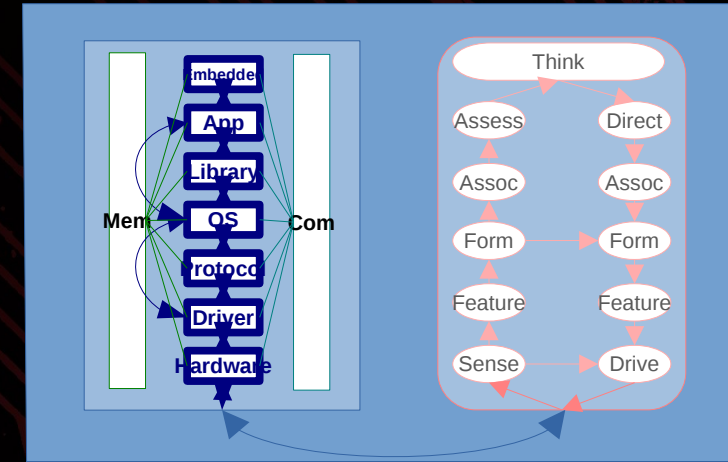 Embedded
App
Library
OS
Protocol
Driver
Hardware
Mem
Com
Think
Assess
Direct
Assoc
Assoc
Form
Form
Feature
Feature
Sense
Drive